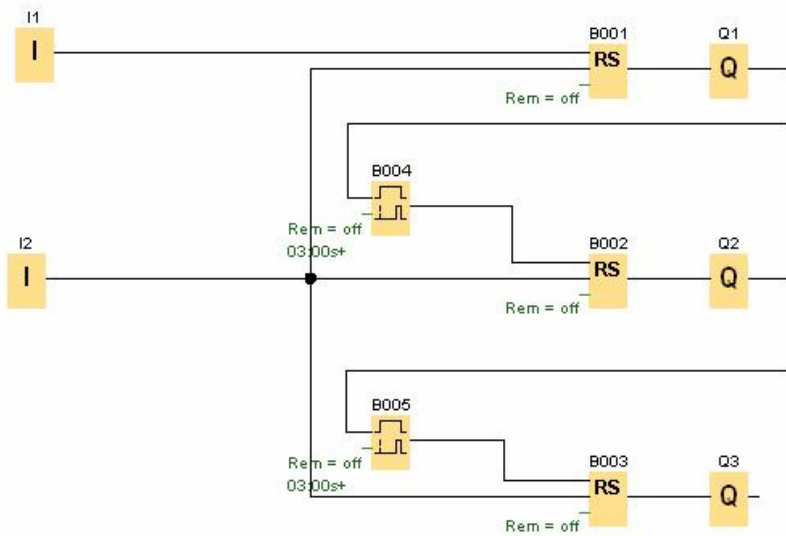 I1
I
B001
RS
Rem = off
Q1
Q
B004
Rem = off
03:00s+
I2
I
B002
RS
Rem = off
Q2
Q
B005
Rem = off
03:00s+
B003
RS
Rem = off
Q3
Q